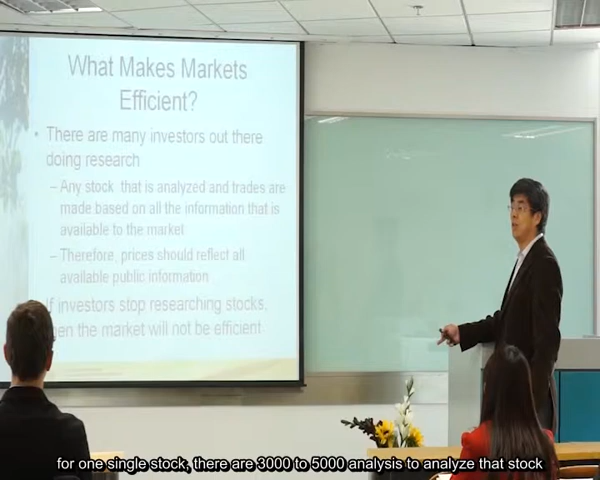 What Makes Markets
Efficient?
• There are many investors out there
doing research
– Any stock that is analyzed and trades are
made based on all the information that is
available to the market
– Therefore, prices should reflect all
available public information
If investors stop researching stocks,
then the market will not be efficient
for one single stock, there are 3000 to 5000 analysis to analyze that stock